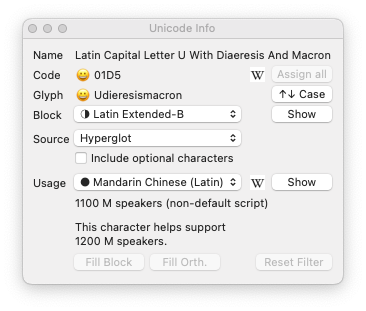 Unicode Info
Name Latin Capital Letter U With Diaeresis And Macron
Code 😀 01D5 W Assign all
Glyph 😀 Udieresismacron ↑↓ Case
Block Latin Extended-B Show
Source Hyperglot
Include optional characters
Usage Mandarin Chinese (Latin) W Show
1100 M speakers (non-default script)
This character helps support
1200 M speakers.
Fill Block Fill Orth. Reset Filter